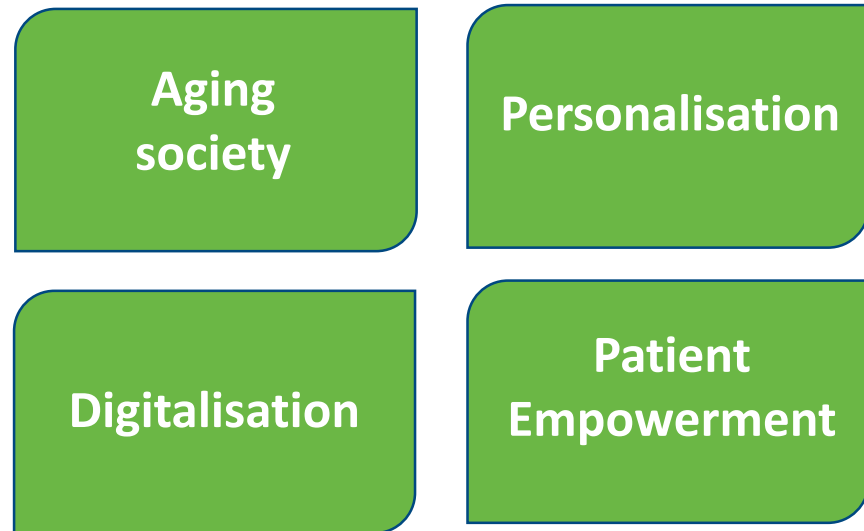 Aging
society
Personalisation
Digitalisation
Patient
Empowerment